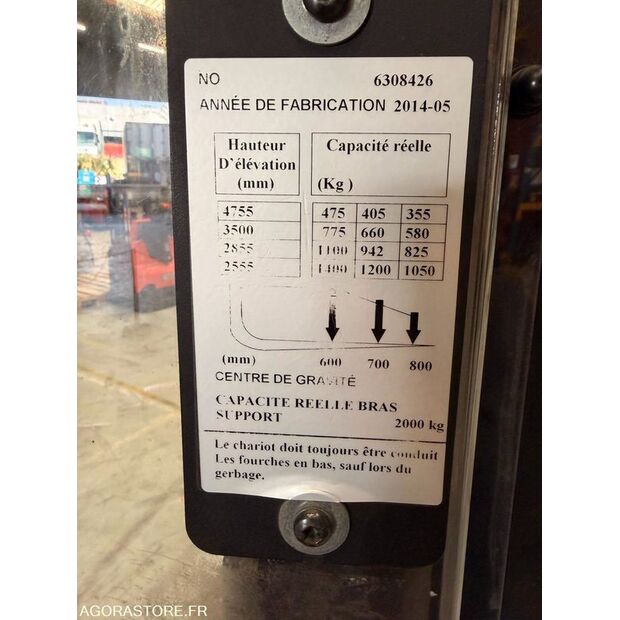 NO 6308426
ANNÉE DE FABRICATION 2014-05
Hauteur D'élévation (mm) Capacité réelle (Kg )
4755 475 405 355
3500 775 660 580
2855 1100 942 825
2555 1400 1200 1050
(mm) 600 700 800
CENTRE DE GRAVITÉ
CAPACITE REELLE BRAS
SUPPORT 2000 kg
Le chariot doit toujours être conduit
Les fourches en bas, sauf lors du
gerbage.
AGORASTORE.FR